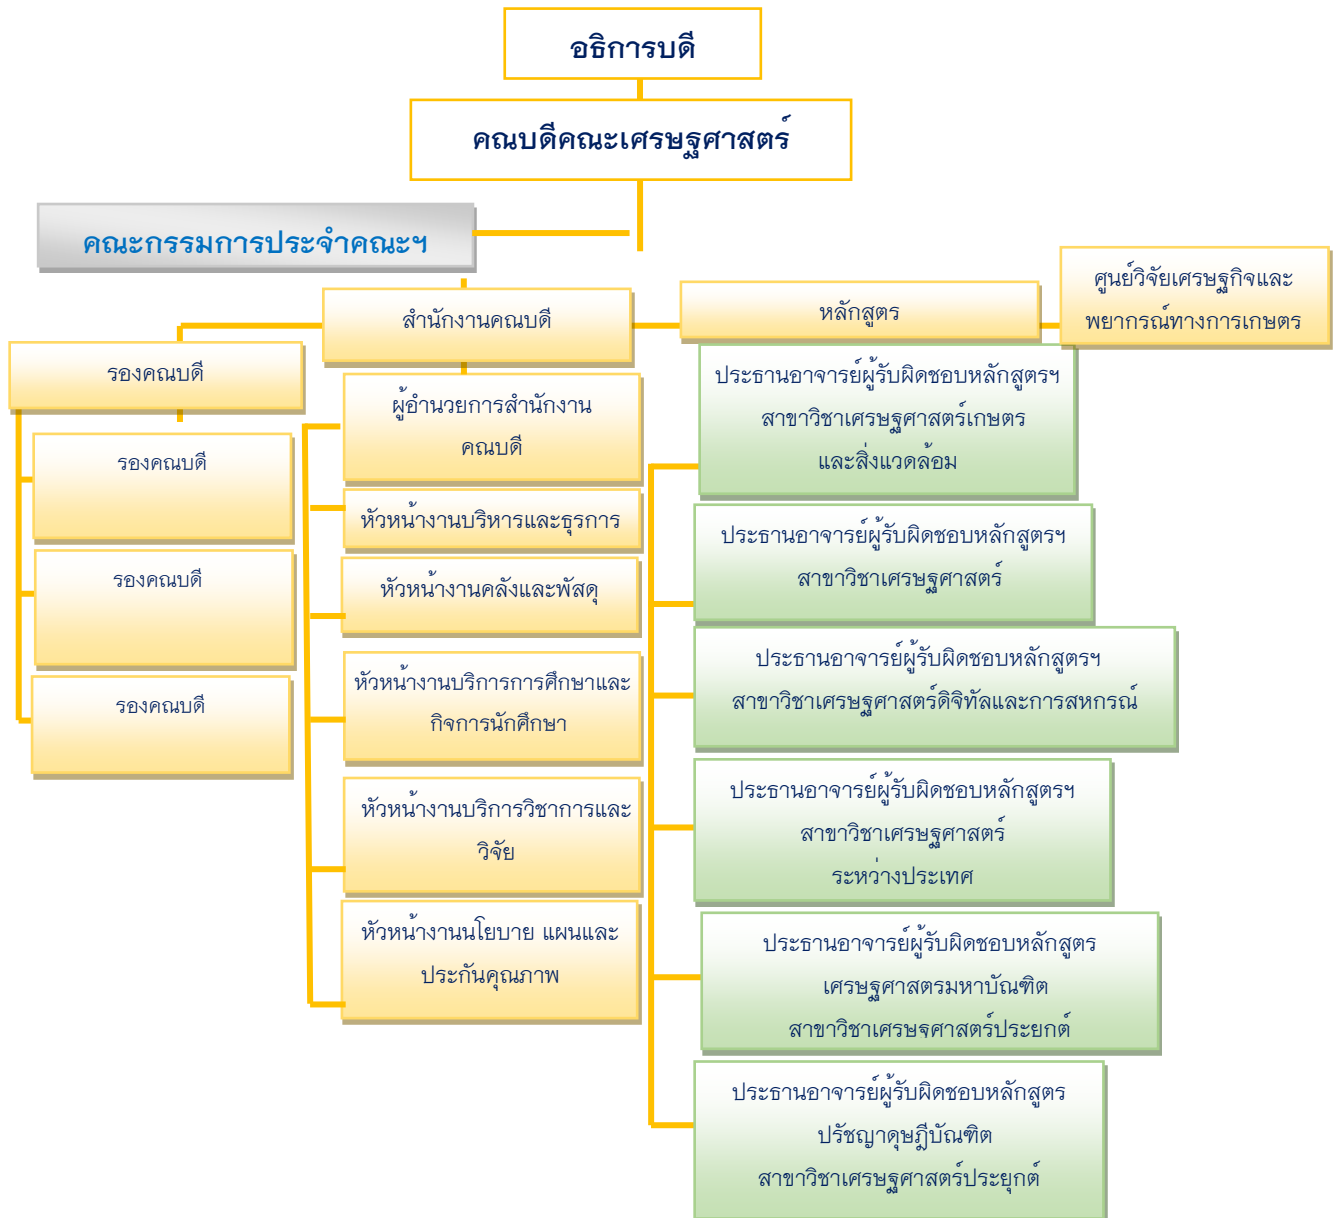 อธิการบดี
คณบดีคณะเศรษฐศาสตร์
คณะกรรมการประจำคณะฯ
สำนักงานคณบดี
หลักสูตร
ศูนย์วิจัยเศรษฐกิจและ
พยากรณ์ทางการเกษตร
รองคณบดี
รองคณบดี
รองคณบดี
รองคณบดี
ผู้อำนวยการสำนักงาน
คณบดี
หัวหน้างานบริหารและธุรการ
หัวหน้างานคลังและพัสดุ
หัวหน้างานบริการการศึกษาและ
กิจการนักศึกษา
หัวหน้างานบริการวิชาการและ
วิจัย
หัวหน้างานนโยบาย แผนและ
ประกันคุณภาพ
ประธานอาจารย์ผู้รับผิดชอบหลักสูตรฯ
สาขาวิชาเศรษฐศาสตร์เกษตร
และสิ่งแวดล้อม
ประธานอาจารย์ผู้รับผิดชอบหลักสูตรฯ
สาขาวิชาเศรษฐศาสตร์
ประธานอาจารย์ผู้รับผิดชอบหลักสูตรฯ
สาขาวิชาเศรษฐศาสตร์ดิจิทัลและการสหกรณ์
ประธานอาจารย์ผู้รับผิดชอบหลักสูตรฯ
สาขาวิชาเศรษฐศาสตร์
ระหว่างประเทศ
ประธานอาจารย์ผู้รับผิดชอบหลักสูตร
เศรษฐศาสตรมหาบัณฑิต
สาขาวิชาเศรษฐศาสตร์ประยุกต์
ประธานอาจารย์ผู้รับผิดชอบหลักสูตร
ปรัชญาดุษฎีบัณฑิต
สาขาวิชาเศรษฐศาสตร์ประยุกต์